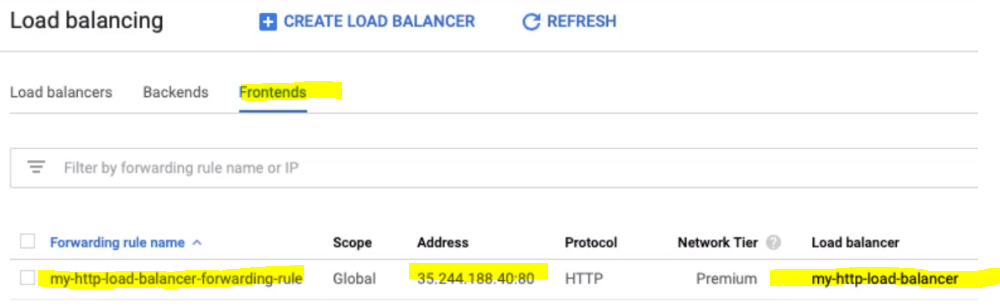 Load balancing CREATE LOAD BALANCER REFRESH
Load balancers Backends Frontends
Filter by forwarding rule name or IP
Forwarding rule name Scope Address Protocol Network Tier ? Load balancer
my-http-load-balancer-forwarding-rule Global 35.244.188.40:80 HTTP Premium my-http-load-balancer